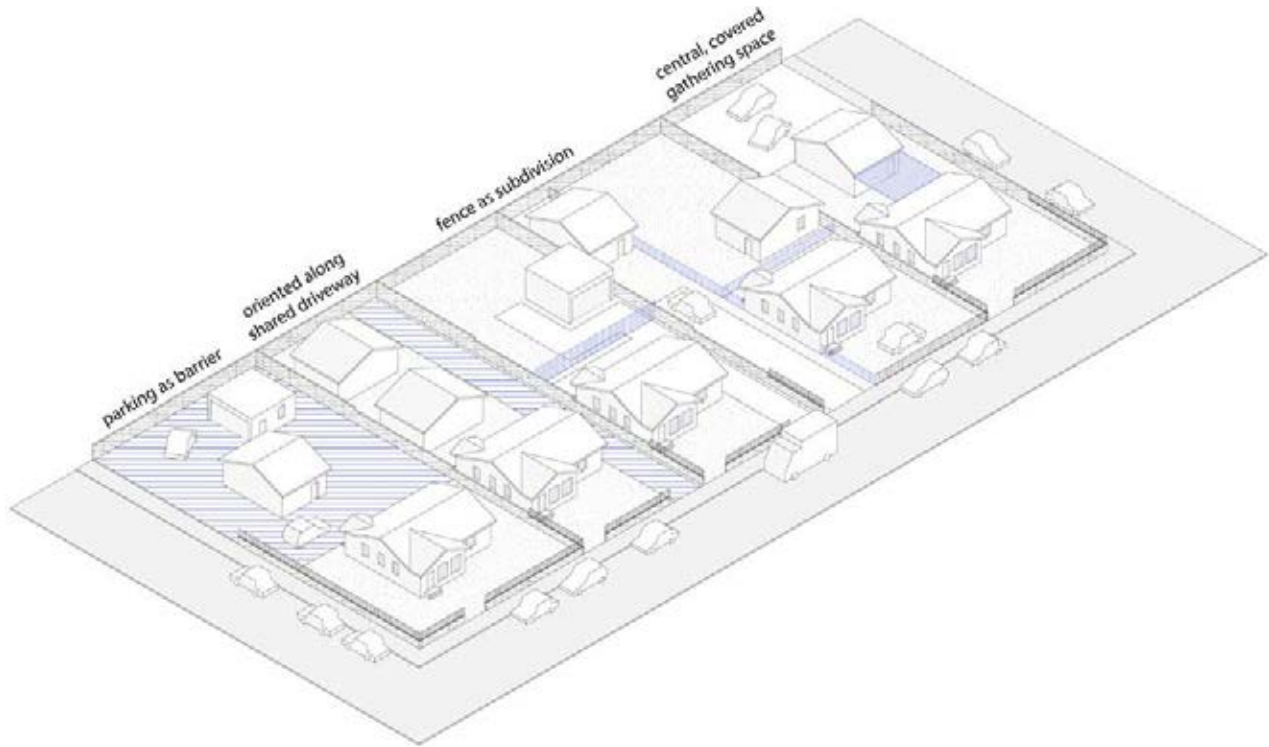 central, covered
gathering space
fence as subdivision
oriented along
shared driveway
parking as barrier